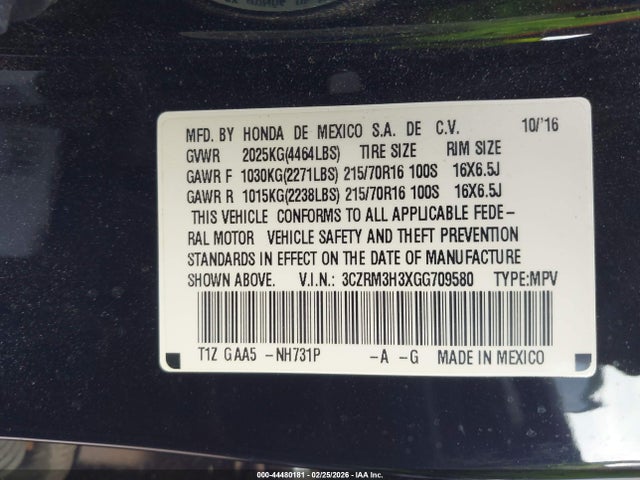 MFD. BY HONDA DE MEXICO S.A. DE C.V. 10/'16
GVWR 2025KG(4464LBS) TIRE SIZE RIM SIZE
GAWR F 1030KG(2271LBS) 215/70R16 100S 16X6.5J
GAWR R 1015KG(2238LBS) 215/70R16 100S 16X6.5J
THIS VEHICLE CONFORMS TO ALL APPLICABLE FEDE-
RAL MOTOR VEHICLE SAFETY AND THEFT PREVENTION
STANDARDS IN EFFECT ON THE DATE OF MANUFACTURE
SHOWN ABOVE. V.I.N.: 3CZRM3H3XGG709580 TYPE:MPV
T1Z GAA5 -NH731P -A -G MADE IN MEXICO
000-44480181 - 02/25/2026 - IAA Inc.